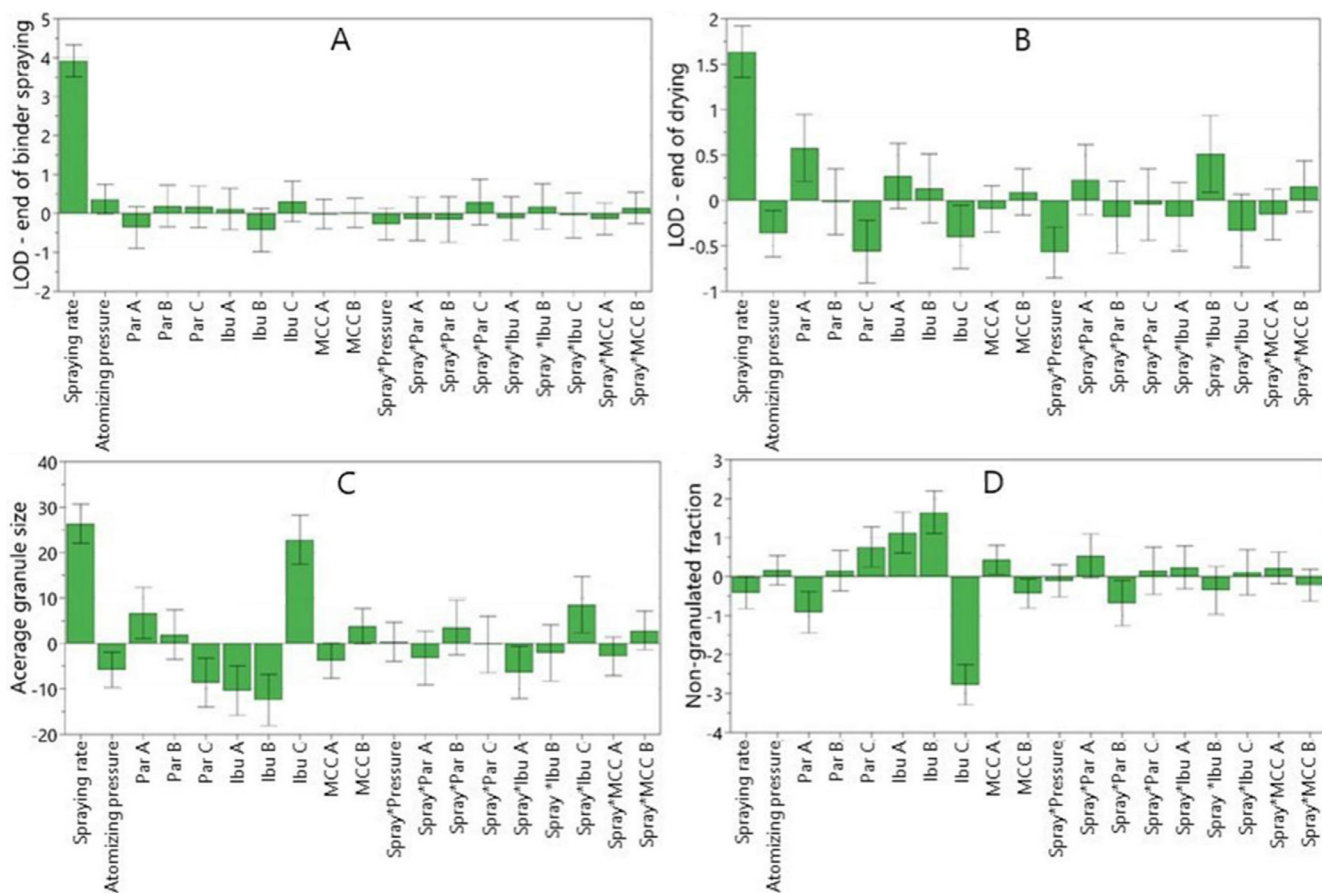 A
LOD - end of binder spraying
5
4
3
2
1
0
-1
-2
Spraying rate
Atomizing pressure
Par A
Par B
Par C
Ibu A
Ibu B
Ibu C
MCC A
MCC B
Spray*Pressure
Spray*Par A
Spray*Par B
Spray*Par C
Spray*Ibu A
Spray *Ibu B
Spray*Ibu C
Spray*MCC A
Spray*MCC B
B
LOD - end of drying
2
1.5
1
0.5
0
-0.5
-1
Spraying rate
Atomizing pressure
Par A
Par B
Par C
Ibu A
Ibu B
Ibu C
MCC A
MCC B
Spray*Pressure
Spray*Par A
Spray*Par B
Spray*Par C
Spray*Ibu A
Spray *Ibu B
Spray*Ibu C
Spray*MCC A
Spray*MCC B
C
Acerage granule size
40
30
20
10
0
-10
-20
Spraying rate
Atomizing pressure
Par A
Par B
Par C
Ibu A
Ibu B
Ibu C
MCC A
MCC B
Spray*Pressure
Spray*Par A
Spray*Par B
Spray*Par C
Spray*Ibu A
Spray *Ibu B
Spray*Ibu C
Spray*MCC A
Spray*MCC B
D
Non-granulated fraction
3
2
1
0
-1
-2
-3
-4
Spraying rate
Atomizing pressure
Par A
Par B
Par C
Ibu A
Ibu B
Ibu C
MCC A
MCC B
Spray*Pressure
Spray*Par A
Spray*Par B
Spray*Par C
Spray*Ibu A
Spray *Ibu B
Spray*Ibu C
Spray*MCC A
Spray*MCC B